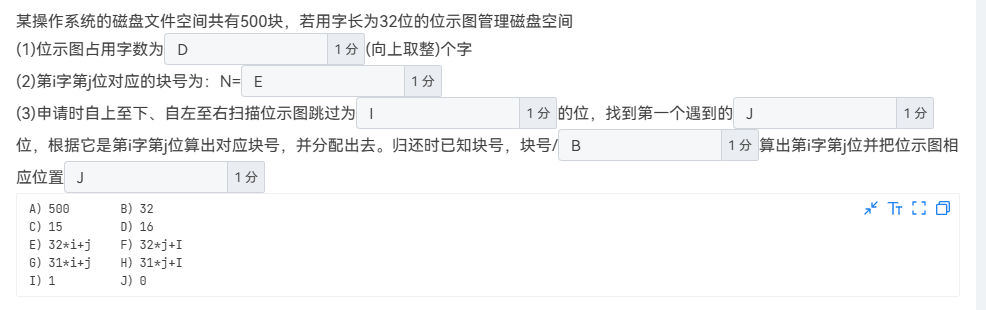 某操作系统的磁盘文件空间共有500块，若用字长为32位的位示图管理磁盘空间
(1)位示图占用字数为 D 1 分 (向上取整)个字
(2)第i字第j位对应的块号为：N= E 1 分
(3)申请时自上至下、自左至右扫描位示图跳过为 I 1 分 的位，找到第一个遇到的 J 1 分
位，根据它是第i字第j位算出对应块号，并分配出去。归还时已知块号，块号/ B 1 分 算出第i字第j位并把位示图相
应位置 J 1 分
A) 500 B) 32
C) 15 D) 16
E) 32*i+j F) 32*j+I
G) 31*i+j H) 31*j+I
I) 1 J) 0